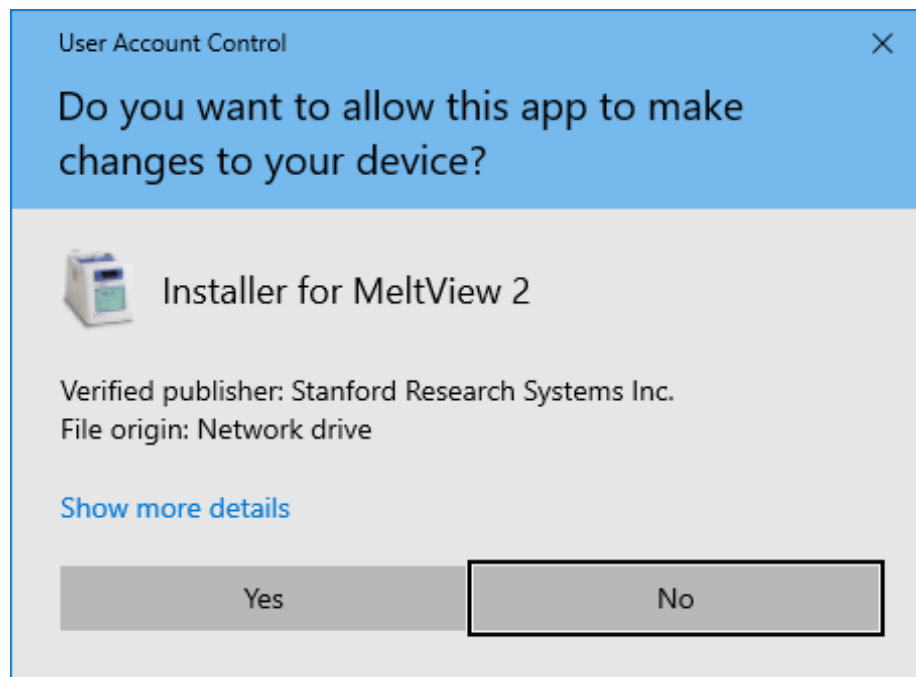 User Account Control
Do you want to allow this app to make
changes to your device?
Installer for MeltView 2
Verified publisher: Stanford Research Systems Inc.
File origin: Network drive
Show more details
Yes
No